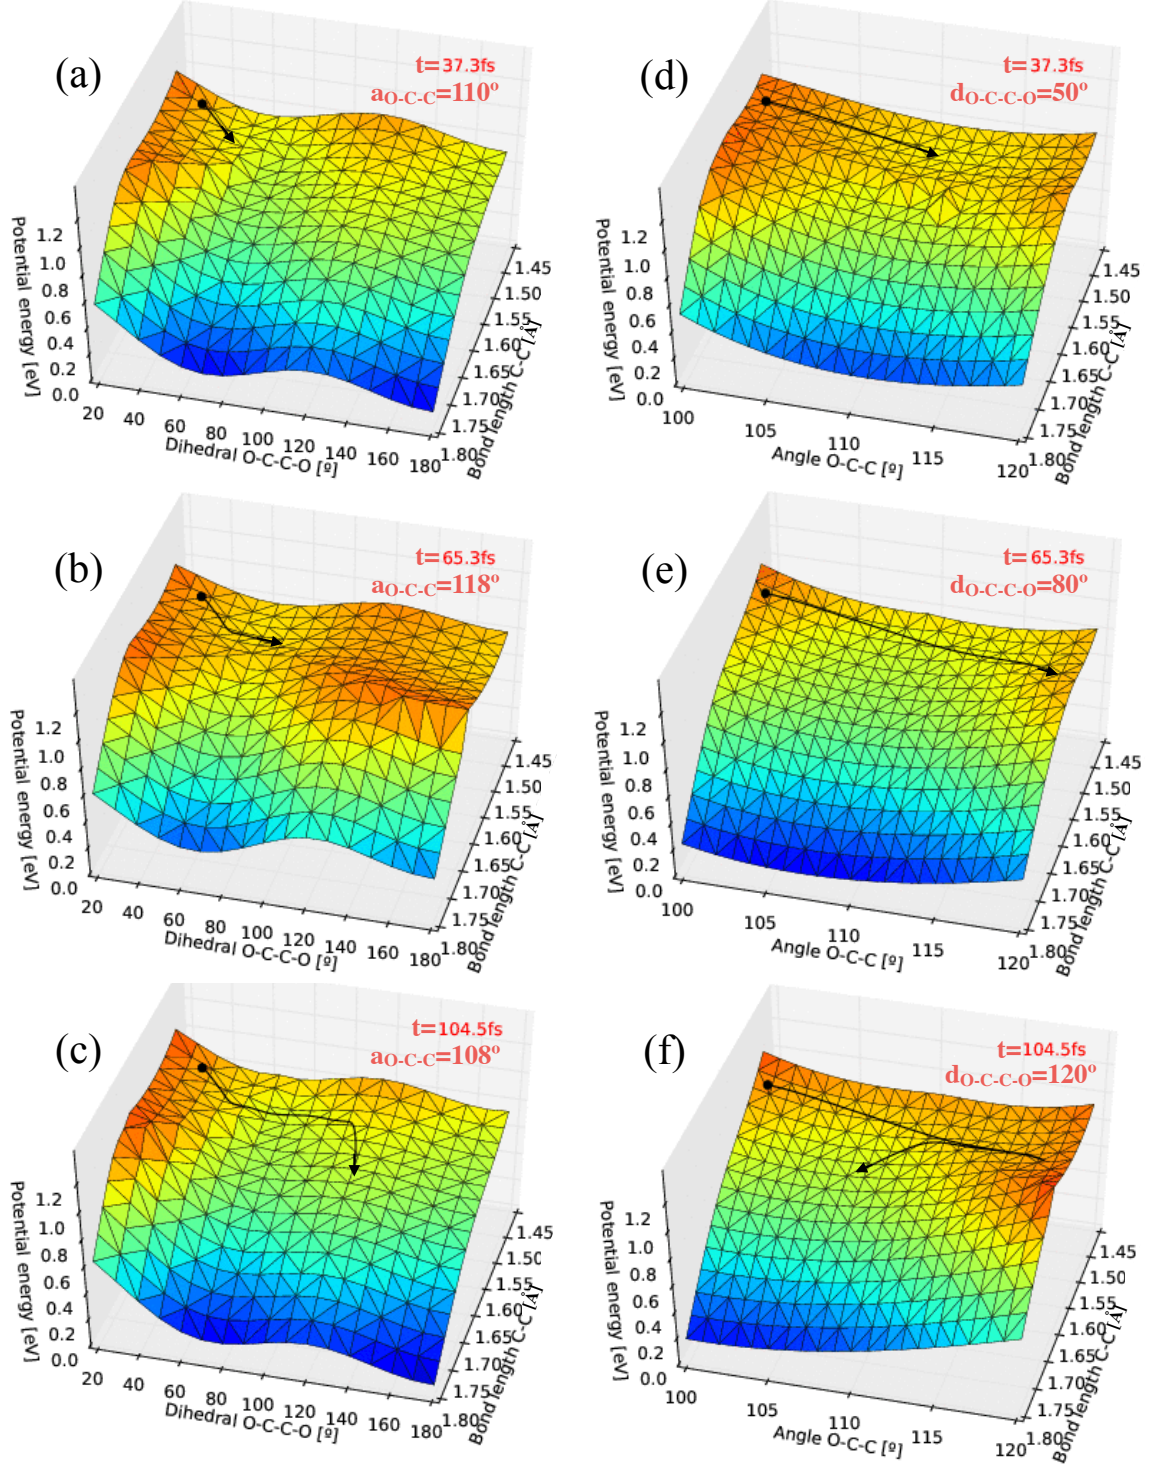 (a)
t=37.3fs
aO-C-C=110º
Potential energy [eV]
1.2
1.0
0.8
0.6
0.4
0.2
0.0
20 40 60 80 100 120 140 160 180
Dihedral O-C-C-O [º]
1.45
1.50
1.55
1.60
1.65
1.70
1.75
1.80
Bond length C-C [Å]
(d)
t=37.3fs
dO-C-C-O=50º
Potential energy [eV]
1.2
1.0
0.8
0.6
0.4
0.2
0.0
100 105 110 115 120
Angle O-C-C [º]
1.45
1.50
1.55
1.60
1.65
1.70
1.75
1.80
Bond length C-C [Å]
(b)
t=65.3fs
aO-C-C=118º
Potential energy [eV]
1.2
1.0
0.8
0.6
0.4
0.2
0.0
20 40 60 80 100 120 140 160 180
Dihedral O-C-C-O [º]
1.45
1.50
1.55
1.60
1.65
1.70
1.75
1.80
Bond length C-C [Å]
(e)
t=65.3fs
dO-C-C-O=80º
Potential energy [eV]
1.2
1.0
0.8
0.6
0.4
0.2
0.0
100 105 110 115 120
Angle O-C-C [º]
1.45
1.50
1.55
1.60
1.65
1.70
1.75
1.80
Bond length C-C [Å]
(c)
t=104.5fs
aO-C-C=108º
Potential energy [eV]
1.2
1.0
0.8
0.6
0.4
0.2
0.0
20 40 60 80 100 120 140 160 180
Dihedral O-C-C-O [º]
1.45
1.50
1.55
1.60
1.65
1.70
1.75
1.80
Bond length C-C [Å]
(f)
t=104.5fs
dO-C-C-O=120º
Potential energy [eV]
1.2
1.0
0.8
0.6
0.4
0.2
0.0
100 105 110 115 120
Angle O-C-C [º]
1.45
1.50
1.55
1.60
1.65
1.70
1.75
1.80
Bond length C-C [Å]